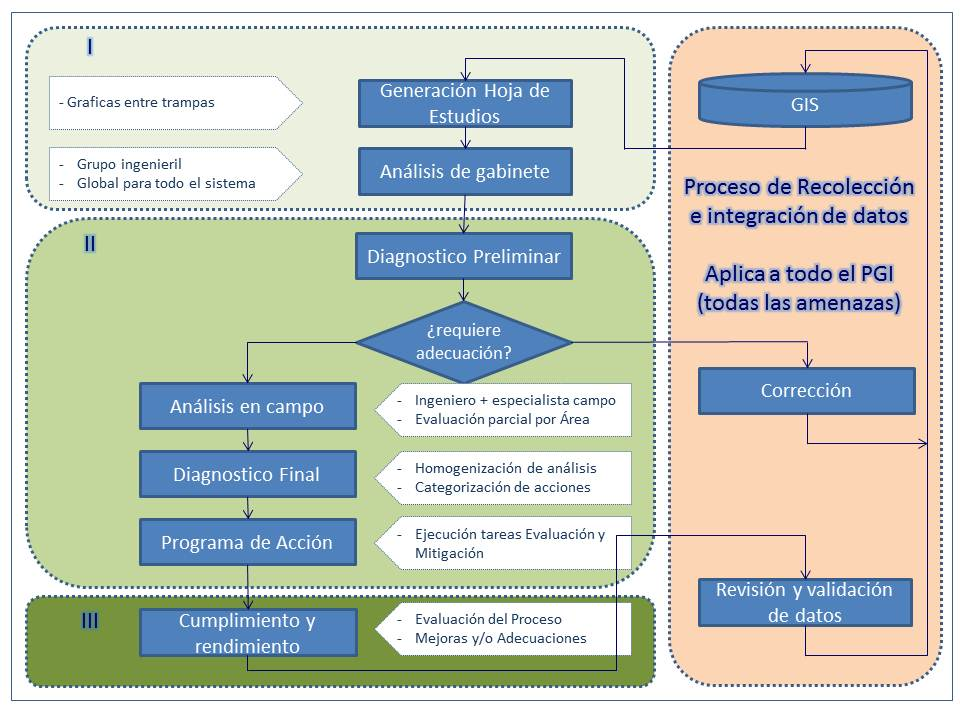 I
- Graficas entre trampas
Generación Hoja de
Estudios
- Grupo ingenieril
- Global para todo el sistema
Análisis de gabinete
II
Diagnostico Preliminar
¿requiere
adecuación?
Análisis en campo
- Ingeniero + especialista campo
- Evaluación parcial por Área
Diagnostico Final
- Homogenización de análisis
- Categorización de acciones
Programa de Acción
- Ejecución tareas Evaluación y
Mitigación
III
Cumplimiento y
rendimiento
- Evaluación del Proceso
- Mejoras y/o Adecuaciones
GIS
Proceso de Recolección
e integración de datos
Aplica a todo el PGI
(todas las amenazas)
Corrección
Revisión y validación
de datos